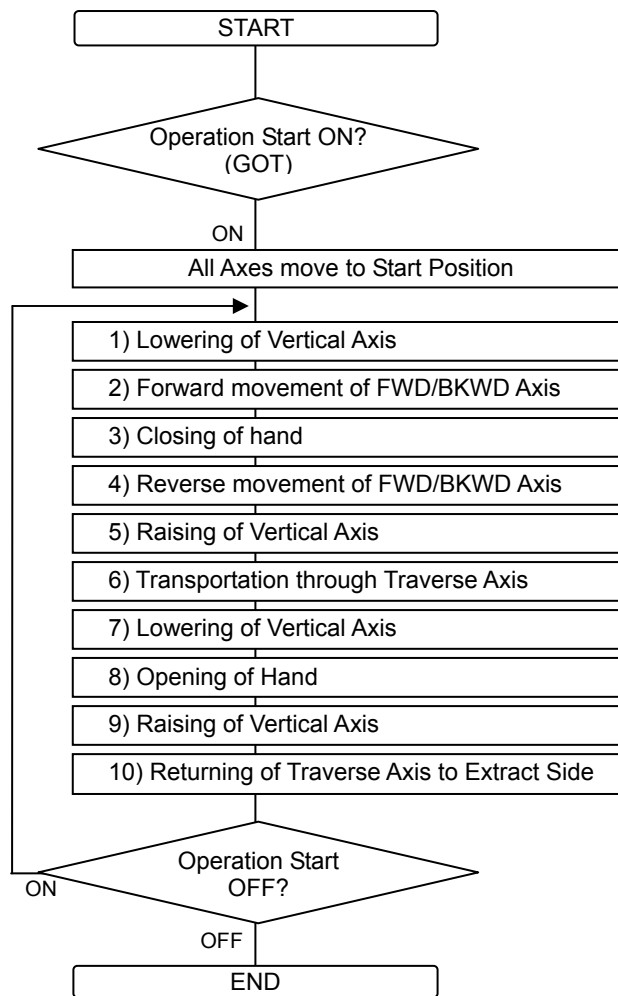 START
Operation Start ON?
(GOT)
ON
All Axes move to Start Position
1) Lowering of Vertical Axis
2) Forward movement of FWD/BKWD Axis
3) Closing of hand
4) Reverse movement of FWD/BKWD Axis
5) Raising of Vertical Axis
6) Transportation through Traverse Axis
7) Lowering of Vertical Axis
8) Opening of Hand
9) Raising of Vertical Axis
10) Returning of Traverse Axis to Extract Side
Operation Start
OFF?
ON
OFF
END